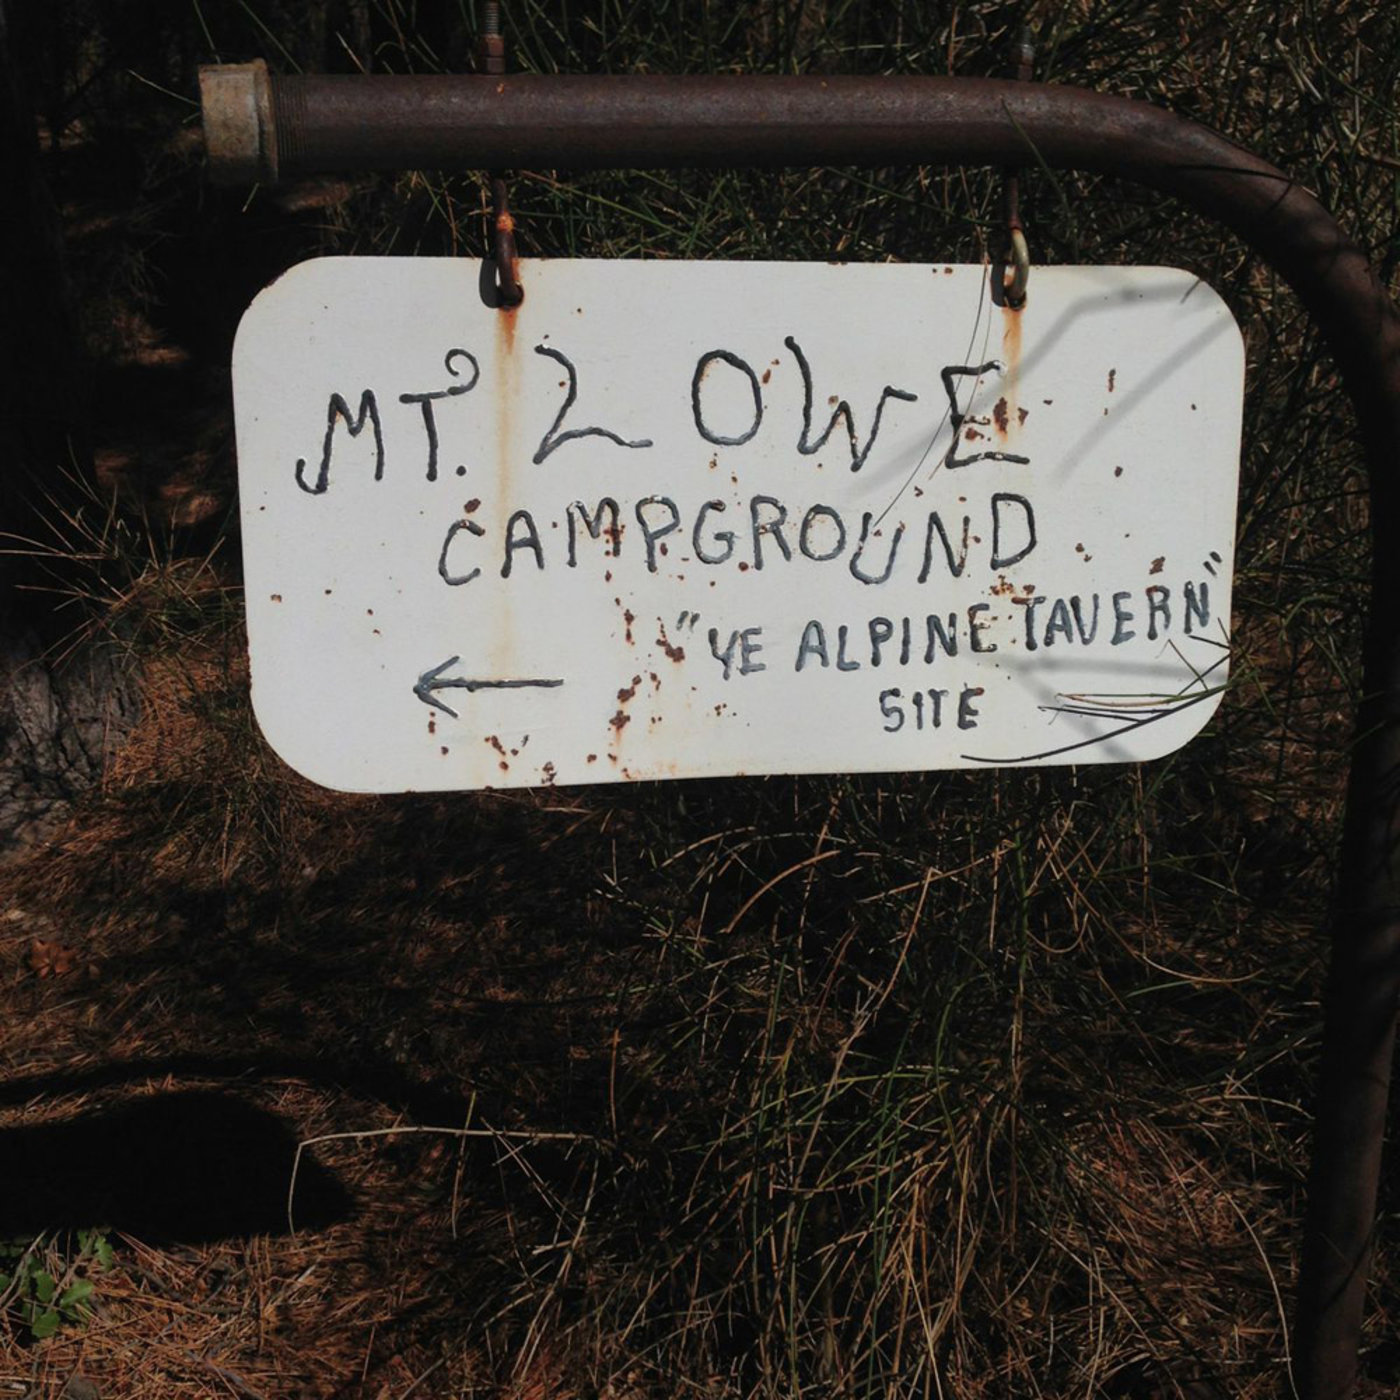 MT. LOWE
CAMPGROUND
"YE ALPINE TAVERN"
SITE